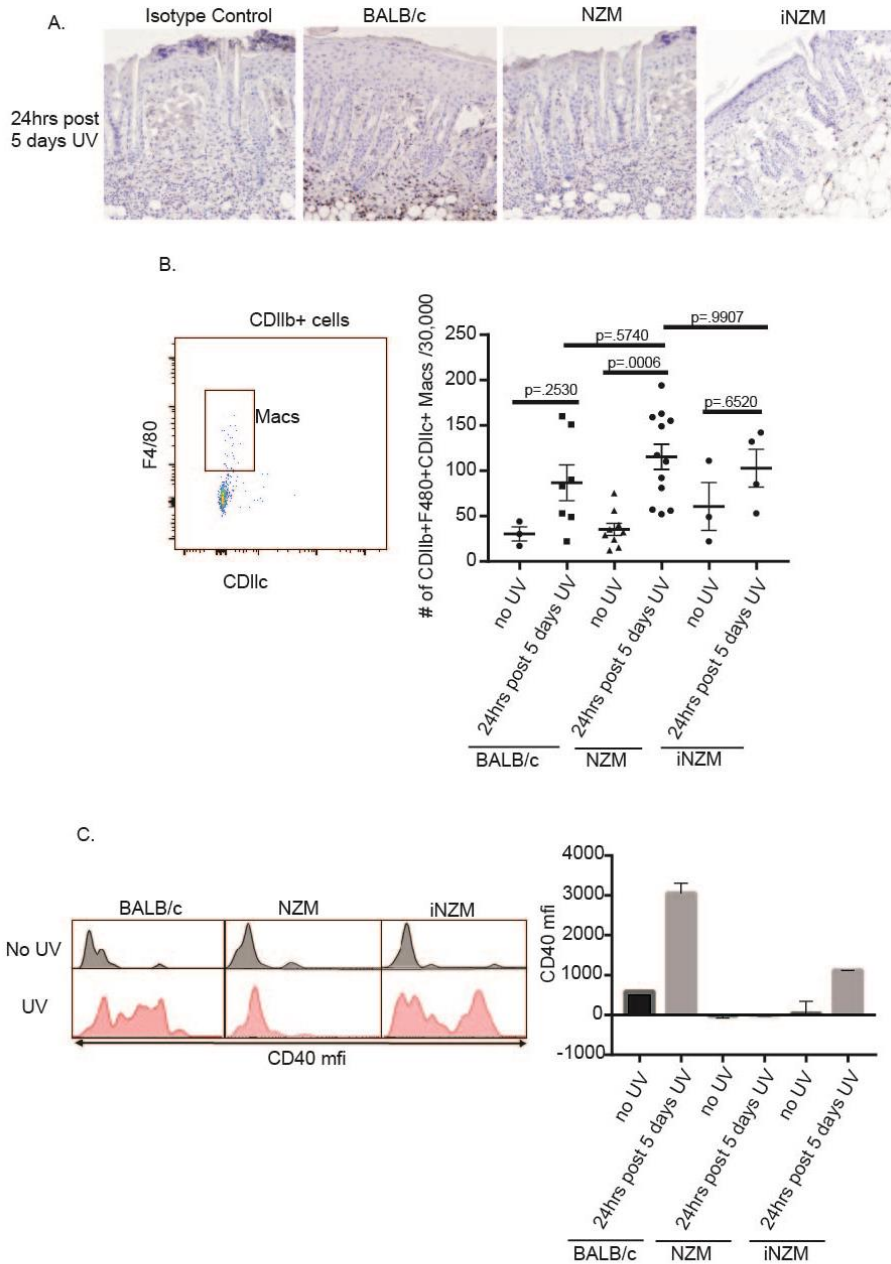 A.
Isotype Control
BALB/c
NZM
iNZM
24hrs post
5 days UV
B.
CDIIb+ cells
F4/80
Macs
CDIIc
# of CDIIb+F480+CDIIc+ Macs /30,000
250
200
150
100
50
0
p=.2530
p=.5740
p=.0006
p=.9907
p=.6520
no UV
24hrs post 5 days UV
no UV
24hrs post 5 days UV
no UV
24hrs post 5 days UV
BALB/c
NZM
iNZM
C.
BALB/c
NZM
iNZM
No UV
UV
CD40 mfi
CD40 mfi
4000
3000
2000
1000
0
-1000
no UV
24hrs post 5 days UV
no UV
24hrs post 5 days UV
no UV
24hrs post 5 days UV
BALB/c
NZM
iNZM